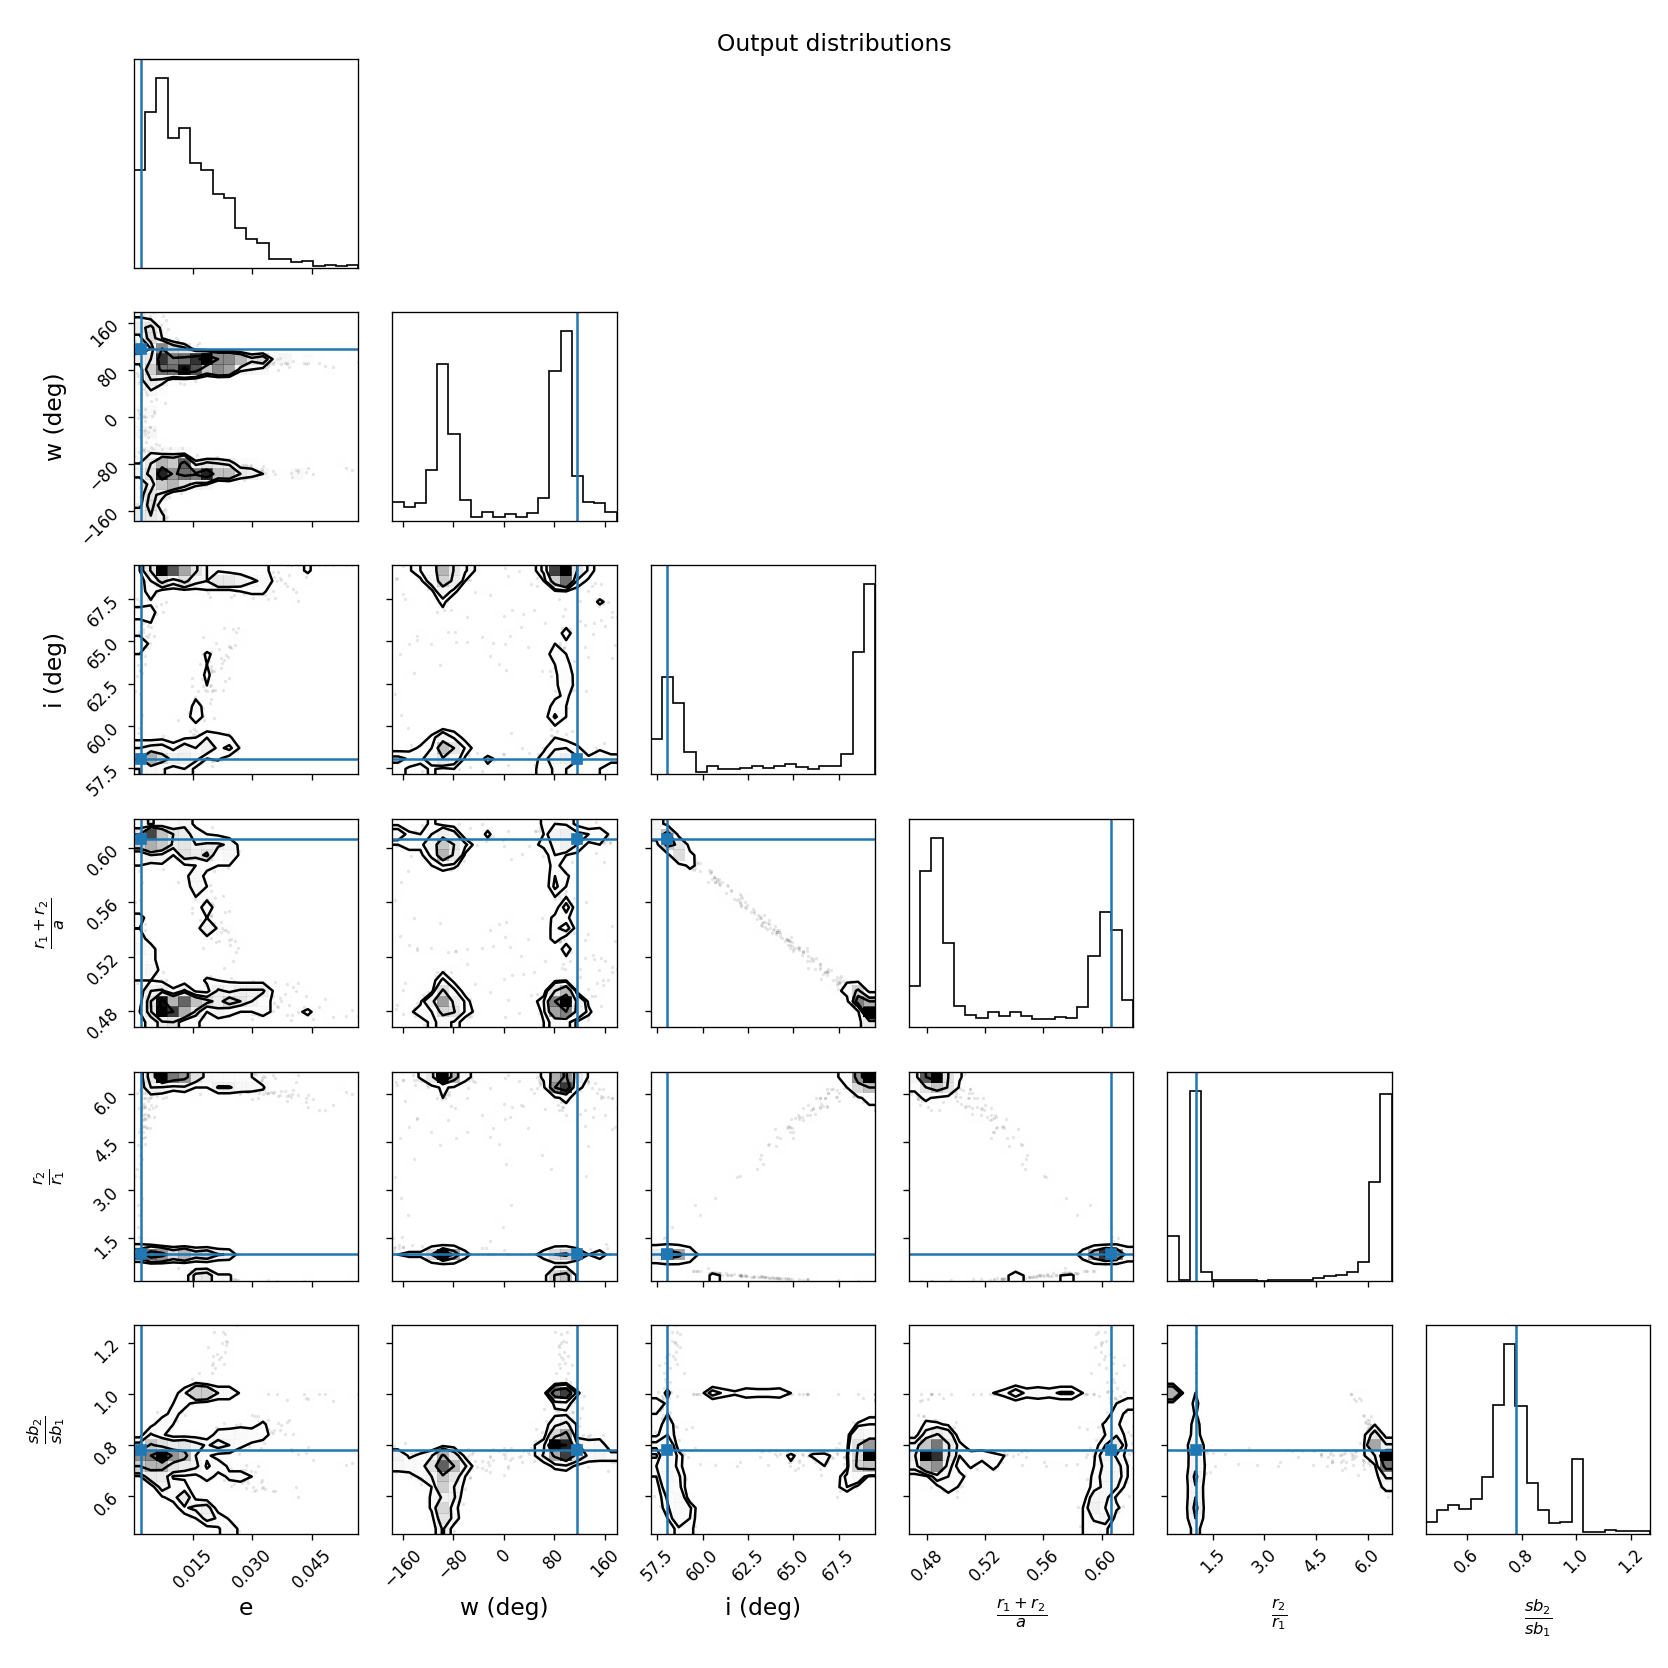 Output distributions
w (deg)
160
80
0
−80
−160
i (deg)
67.5
65.0
62.5
60.0
57.5
r1 + r2
a
0.60
0.56
0.52
0.48
r2
r1
6.0
4.5
3.0
1.5
sb2
sb1
1.2
1.0
0.8
0.6
0.015 0.030 0.045
−160 −80 0 80 160
57.5 60.0 62.5 65.0 67.5
0.48 0.52 0.56 0.60
1.5 3.0 4.5 6.0
0.6 0.8 1.0 1.2
e
w (deg)
i (deg)
r1 + r2
a
r2
r1
sb2
sb1